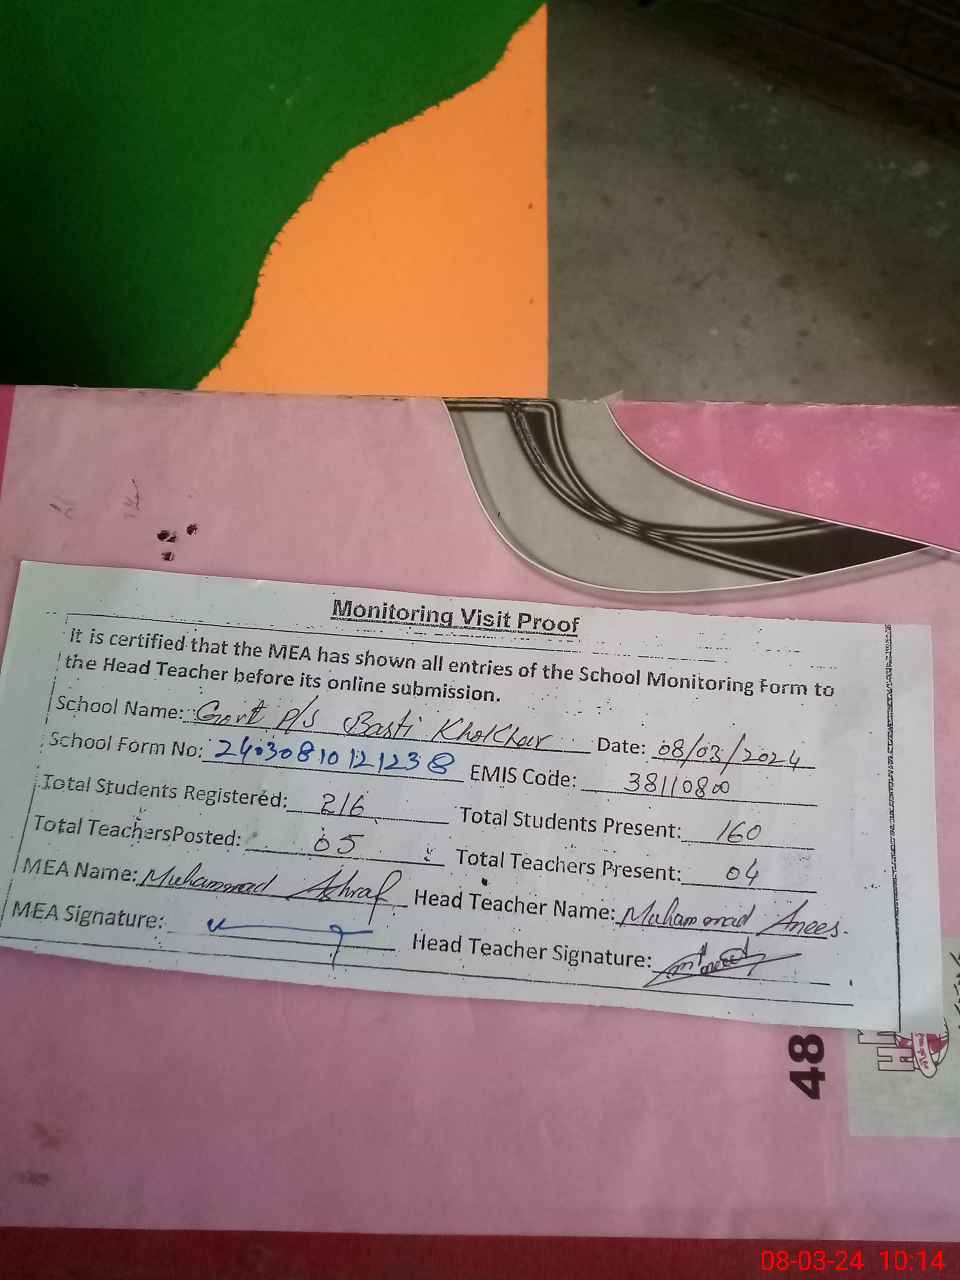 Monitoring Visit Proof
It is certified that the MEA has shown all entries of the School Monitoring Form to
the Head Teacher before its online submission.
School Name: Govt P/S Basti KhoKhar Date: 08/03/2024
School Form No: 2403081012 1238 EMIS Code: 38110800
Total Students Registered: 216 Total Students Present: 160
Total TeachersPosted: 05 Total Teachers Present: 04
MEA Name: Muhammad Ashraf Head Teacher Name: Muhammad Anees.
MEA Signature: Head Teacher Signature:
48
08-03-24 10:14